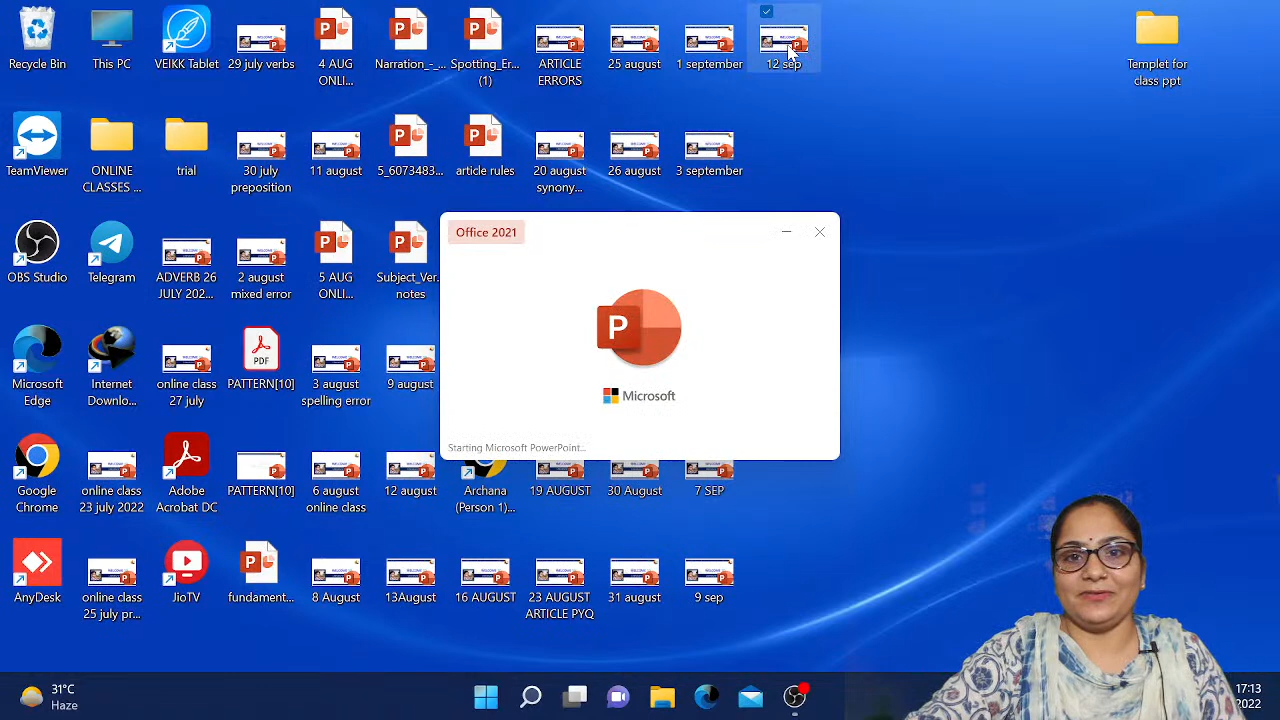 Recycle Bin
This PC
VEIKK Tablet
29 july verbs
4 AUG
ONLI...
Narration_-_...
Spotting_Er...
(1)
ARTICLE
ERRORS
25 august
1 september
12 sep
Templet for
class ppt
TeamViewer
ONLINE
CLASSES ...
trial
30 july
preposition
11 august
5_6073483...
article rules
20 august
synony...
26 august
3 september
OBS Studio
Telegram
ADVERB 26
JULY 202...
2 august
mixed error
5 AUG
ONLI...
Subject_Ver...
notes
Office 2021
P
Microsoft
Starting Microsoft PowerPoint...
Microsoft
Edge
Internet
Downlo...
online class
27 july
PDF
PATTERN[10]
3 august
spelling error
9 august
Google
Chrome
online class
23 july 2022
Adobe
Acrobat DC
PATTERN[10]
6 august
online class
12 august
Archana
(Person 1)...
19 AUGUST
30 August
7 SEP
AnyDesk
online class
25 july pr...
JioTV
fundament...
8 August
13August
16 AUGUST
23 AUGUST
ARTICLE PYQ
31 august
9 sep
31°C
Haze
17:13
2022